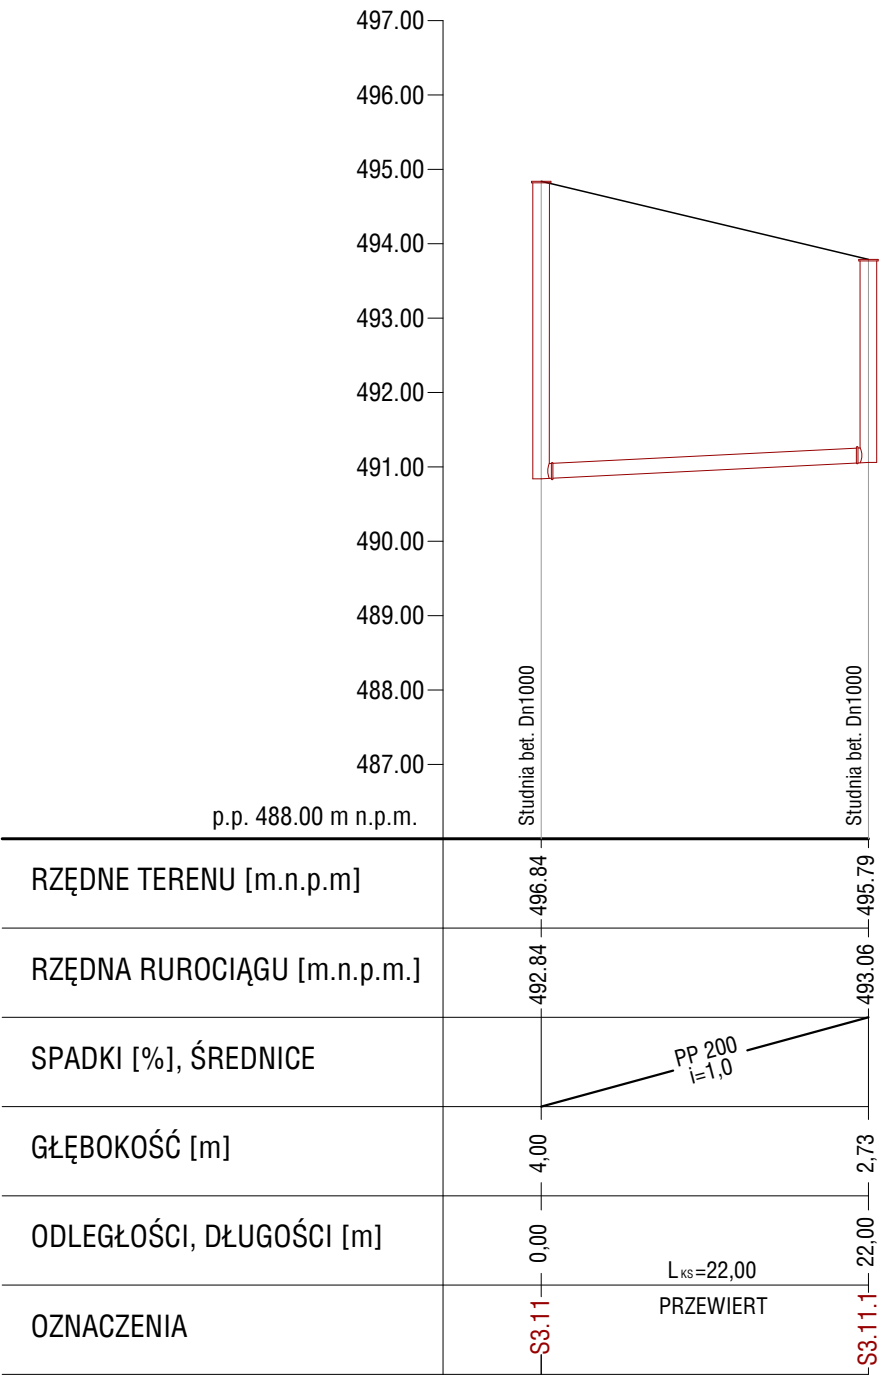 497.00
496.00
495.00
494.00
493.00
492.00
491.00
490.00
489.00
488.00
487.00
p.p. 488.00 m n.p.m.
Studnia bet. Dn1000
Studnia bet. Dn1000
RZĘDNE TERENU [m.n.p.m]
496.84
495.79
RZĘDNA RUROCIĄGU [m.n.p.m.]
492.84
493.06
SPADKI [%], ŚREDNICE
PP 200
i=1,0
GŁĘBOKOŚĆ [m]
4,00
2,73
ODLEGŁOŚCI, DŁUGOŚCI [m]
0,00
22,00
LKS=22,00
OZNACZENIA
S3.11
PRZEWIERT
S3.11.1